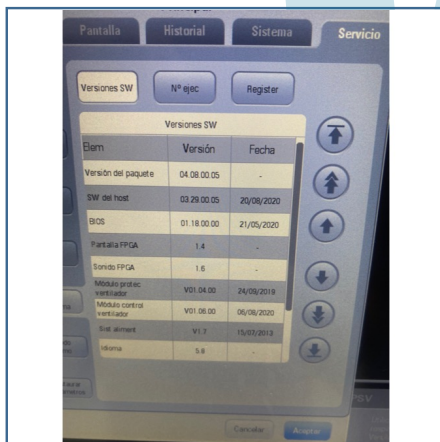 Pantalla Historial Sistema Servicio
Versiones SW Nº ejec Register
Versiones SW
Elem Versión Fecha
Versión del paquete 04.08.00.05 -
SW del host 03.29.00.05 20/08/2020
BIOS 01.18.00.00 21/05/2020
Pantalla FPGA 1.4 -
Sonido FPGA 1.6 -
Módulo protec
ventilador V01.04.00 24/09/2019
Módulo control
ventilador V01.06.00 06/08/2020
Sist aliment V1.7 15/07/2013
Idioma 5.8 -
Cancelar Aceptar
PSV